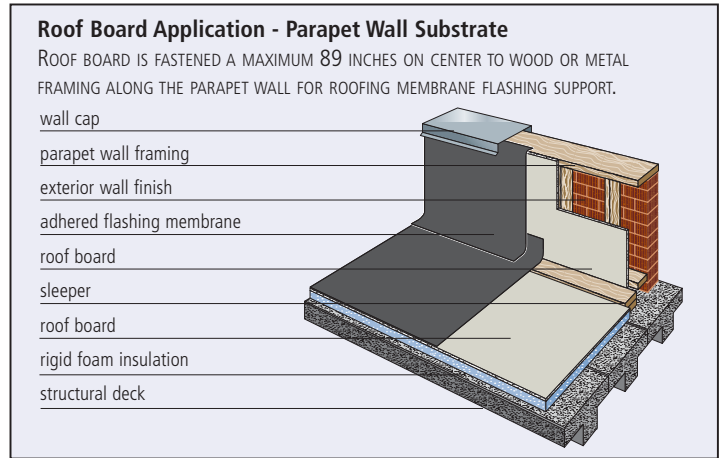 Roof Board Application - Parapet Wall Substrate
ROOF BOARD IS FASTENED A MAXIMUM 89 INCHES ON CENTER TO WOOD OR METAL
FRAMING ALONG THE PARAPET WALL FOR ROOFING MEMBRANE FLASHING SUPPORT.
wall cap
parapet wall framing
exterior wall finish
adhered flashing membrane
roof board
sleeper
roof board
rigid foam insulation
structural deck